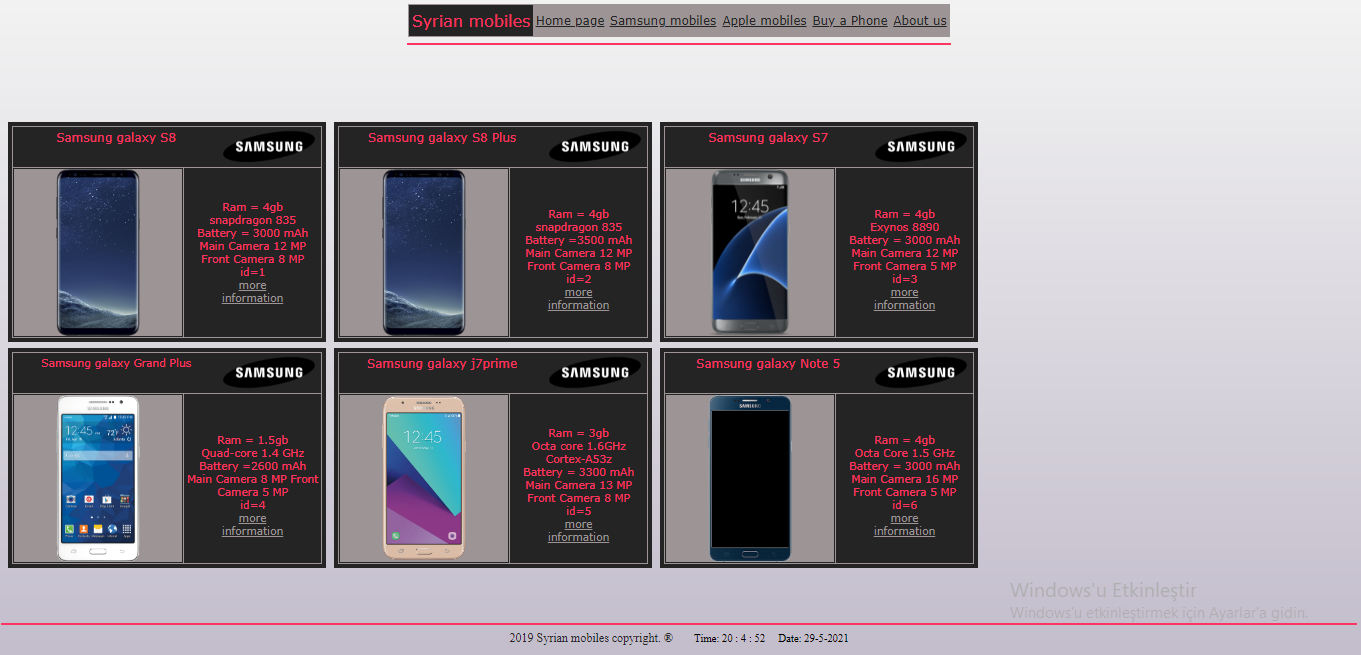 Syrian mobiles Home page Samsung mobiles Apple mobiles Buy a Phone About us
Samsung galaxy S8
SAMSUNG
Ram = 4gb
snapdragon 835
Battery = 3000 mAh
Main Camera 12 MP
Front Camera 8 MP
id=1
more
information
Samsung galaxy S8 Plus
SAMSUNG
Ram = 4gb
snapdragon 835
Battery =3500 mAh
Main Camera 12 MP
Front Camera 8 MP
id=2
more
information
Samsung galaxy S7
SAMSUNG
SAMSUNG
12:45
Ram = 4gb
Exynos 8890
Battery = 3000 mAh
Main Camera 12 MP
Front Camera 5 MP
id=3
more
information
Samsung galaxy Grand Plus
SAMSUNG
SAMSUNG
12:45
72°
Ram = 1.5gb
Quad-core 1.4 GHz
Battery =2600 mAh
Main Camera 8 MP Front
Camera 5 MP
id=4
more
information
Samsung galaxy j7prime
SAMSUNG
SAMSUNG
12:45
Ram = 3gb
Octa core 1.6GHz
Cortex-A53z
Battery = 3300 mAh
Main Camera 13 MP
Front Camera 8 MP
id=5
more
information
Samsung galaxy Note 5
SAMSUNG
SAMSUNG
Ram = 4gb
Octa Core 1.5 GHz
Battery = 3000 mAh
Main Camera 16 MP
Front Camera 5 MP
id=6
more
information
Windows'u Etkinleştir
Windows'u etkinleştirmek için Ayarlar'a gidin.
2019 Syrian mobiles copyright. ® Time: 20 : 4 : 52 Date: 29-5-2021